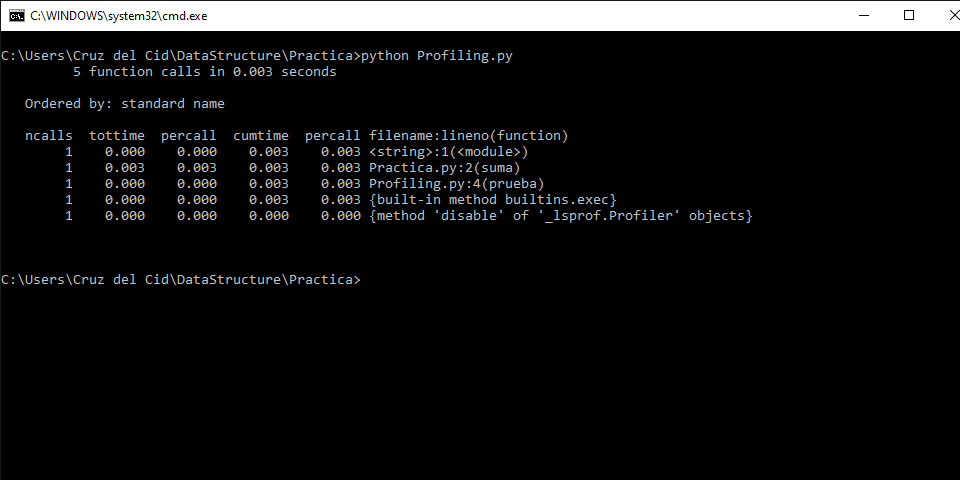 C:\WINDOWS\system32\cmd.exe
C:\Users\Cruz del Cid\DataStructure\Practica>python Profiling.py
         5 function calls in 0.003 seconds
   Ordered by: standard name
   ncalls  tottime  percall  cumtime  percall filename:lineno(function)
        1    0.000    0.000    0.003    0.003 <string>:1(<module>)
        1    0.003    0.003    0.003    0.003 Practica.py:2(suma)
        1    0.000    0.000    0.003    0.003 Profiling.py:4(prueba)
        1    0.000    0.000    0.003    0.003 {built-in method builtins.exec}
        1    0.000    0.000    0.000    0.000 {method 'disable' of '_lsprof.Profiler' objects}
C:\Users\Cruz del Cid\DataStructure\Practica>